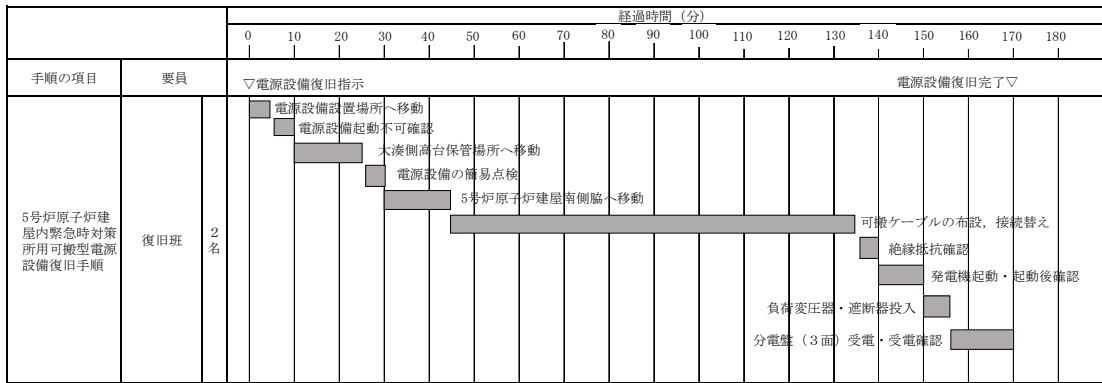 経過時間（分）
0 10 20 30 40 50 60 70 80 90 100 110 120 130 140 150 160 170 180
手順の項目 要員 ▽電源設備復旧指示 電源設備復旧完了▽
電源設備設置場所へ移動
電源設備起動不可確認
大湊側高台保管場所へ移動
電源設備の簡易点検
5号炉原子炉建屋南側脇へ移動
5号炉原子炉建
屋内緊急時対策
所用可搬型電源
設備復旧手順
復旧班
2
名
可搬ケーブルの布設，接続替え
絶縁抵抗確認
発電機起動・起動後確認
負荷変圧器・遮断器投入
分電盤（３面）受電・受電確認